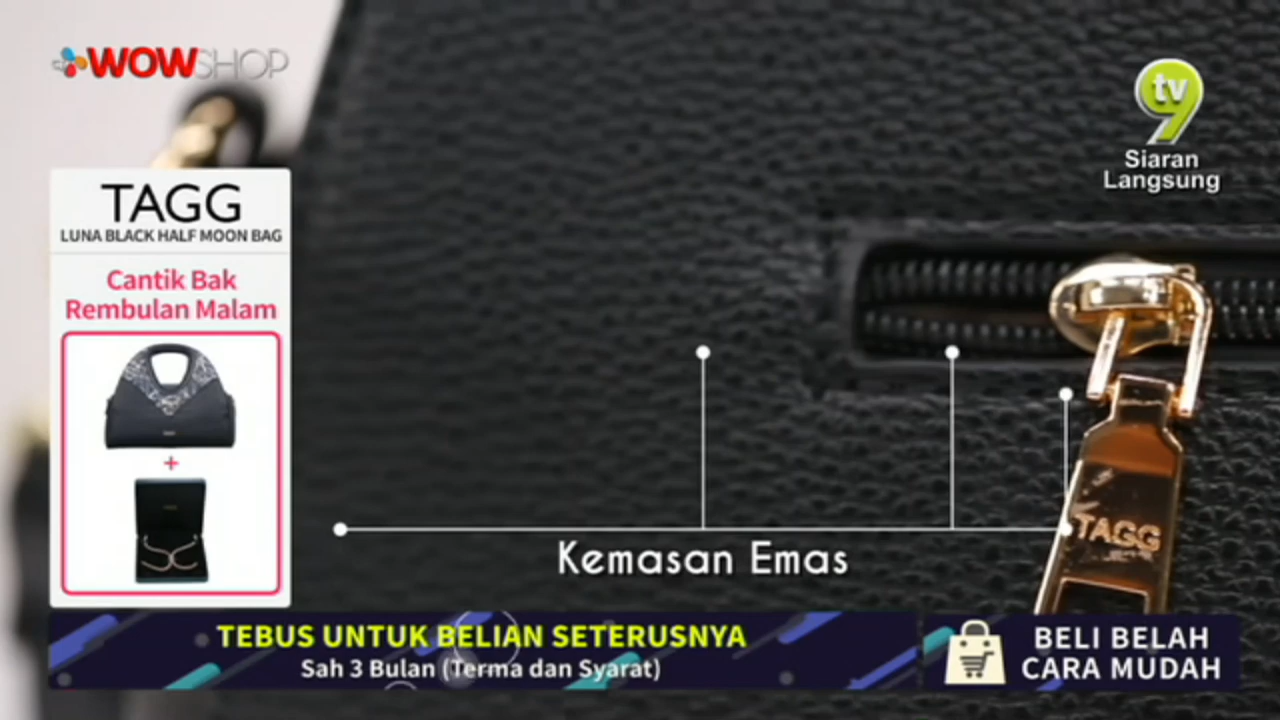 WOWSHOP
tv9
Siaran
Langsung
TAGG
LUNA BLACK HALF MOON BAG
Cantik Bak
Rembulan Malam
+
TAGG
Kemasan Emas
TEBUS UNTUK BELIAN SETERUSNYA
Sah 3 Bulan (Terma dan Syarat)
BELI BELAH
CARA MUDAH